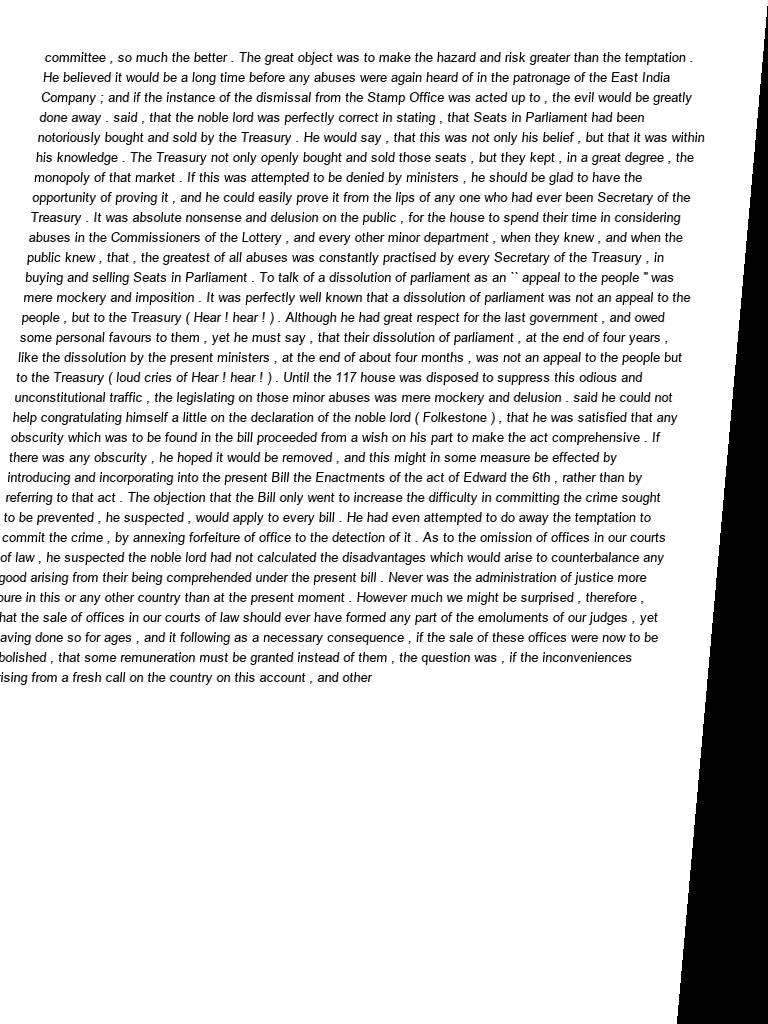 committee , so much the better . The great object was to make the hazard and risk greater than the temptation .
He believed it would be a long time before any abuses were again heard of in the patronage of the East India
Company ; and if the instance of the dismissal from the Stamp Office was acted up to , the evil would be greatly
done away . said , that the noble lord was perfectly correct in stating , that Seats in Parliament had been
notoriously bought and sold by the Treasury . He would say , that this was not only his belief , but that it was within
his knowledge . The Treasury not only openly bought and sold those seats , but they kept , in a great degree , the
monopoly of that market . If this was attempted to be denied by ministers , he should be glad to have the
opportunity of proving it , and he could easily prove it from the lips of any one who had ever been Secretary of the
Treasury . It was absolute nonsense and delusion on the public , for the house to spend their time in considering
abuses in the Commissioners of the Lottery , and every other minor department , when they knew , and when the
public knew , that , the greatest of all abuses was constantly practised by every Secretary of the Treasury , in
buying and selling Seats in Parliament . To talk of a dissolution of parliament as an `` appeal to the people '' was
mere mockery and imposition . It was perfectly well known that a dissolution of parliament was not an appeal to the
people , but to the Treasury ( Hear ! hear ! ) . Although he had great respect for the last government , and owed
some personal favours to them , yet he must say , that their dissolution of parliament , at the end of four years ,
like the dissolution by the present ministers , at the end of about four months , was not an appeal to the people but
to the Treasury ( loud cries of Hear ! hear ! ) . Until the 117 house was disposed to suppress this odious and
unconstitutional traffic , the legislating on those minor abuses was mere mockery and delusion . said he could not
help congratulating himself a little on the declaration of the noble lord ( Folkestone ) , that he was satisfied that any
obscurity which was to be found in the bill proceeded from a wish on his part to make the act comprehensive . If
there was any obscurity , he hoped it would be removed , and this might in some measure be effected by
introducing and incorporating into the present Bill the Enactments of the act of Edward the 6th , rather than by
referring to that act . The objection that the Bill only went to increase the difficulty in committing the crime sought
to be prevented , he suspected , would apply to every bill . He had even attempted to do away the temptation to
commit the crime , by annexing forfeiture of office to the detection of it . As to the omission of offices in our courts
of law , he suspected the noble lord had not calculated the disadvantages which would arise to counterbalance any
good arising from their being comprehended under the present bill . Never was the administration of justice more
pure in this or any other country than at the present moment . However much we might be surprised , therefore ,
hat the sale of offices in our courts of law should ever have formed any part of the emoluments of our judges , yet
aving done so for ages , and it following as a necessary consequence , if the sale of these offices were now to be
bolished , that some remuneration must be granted instead of them , the question was , if the inconveniences
ising from a fresh call on the country on this account , and other